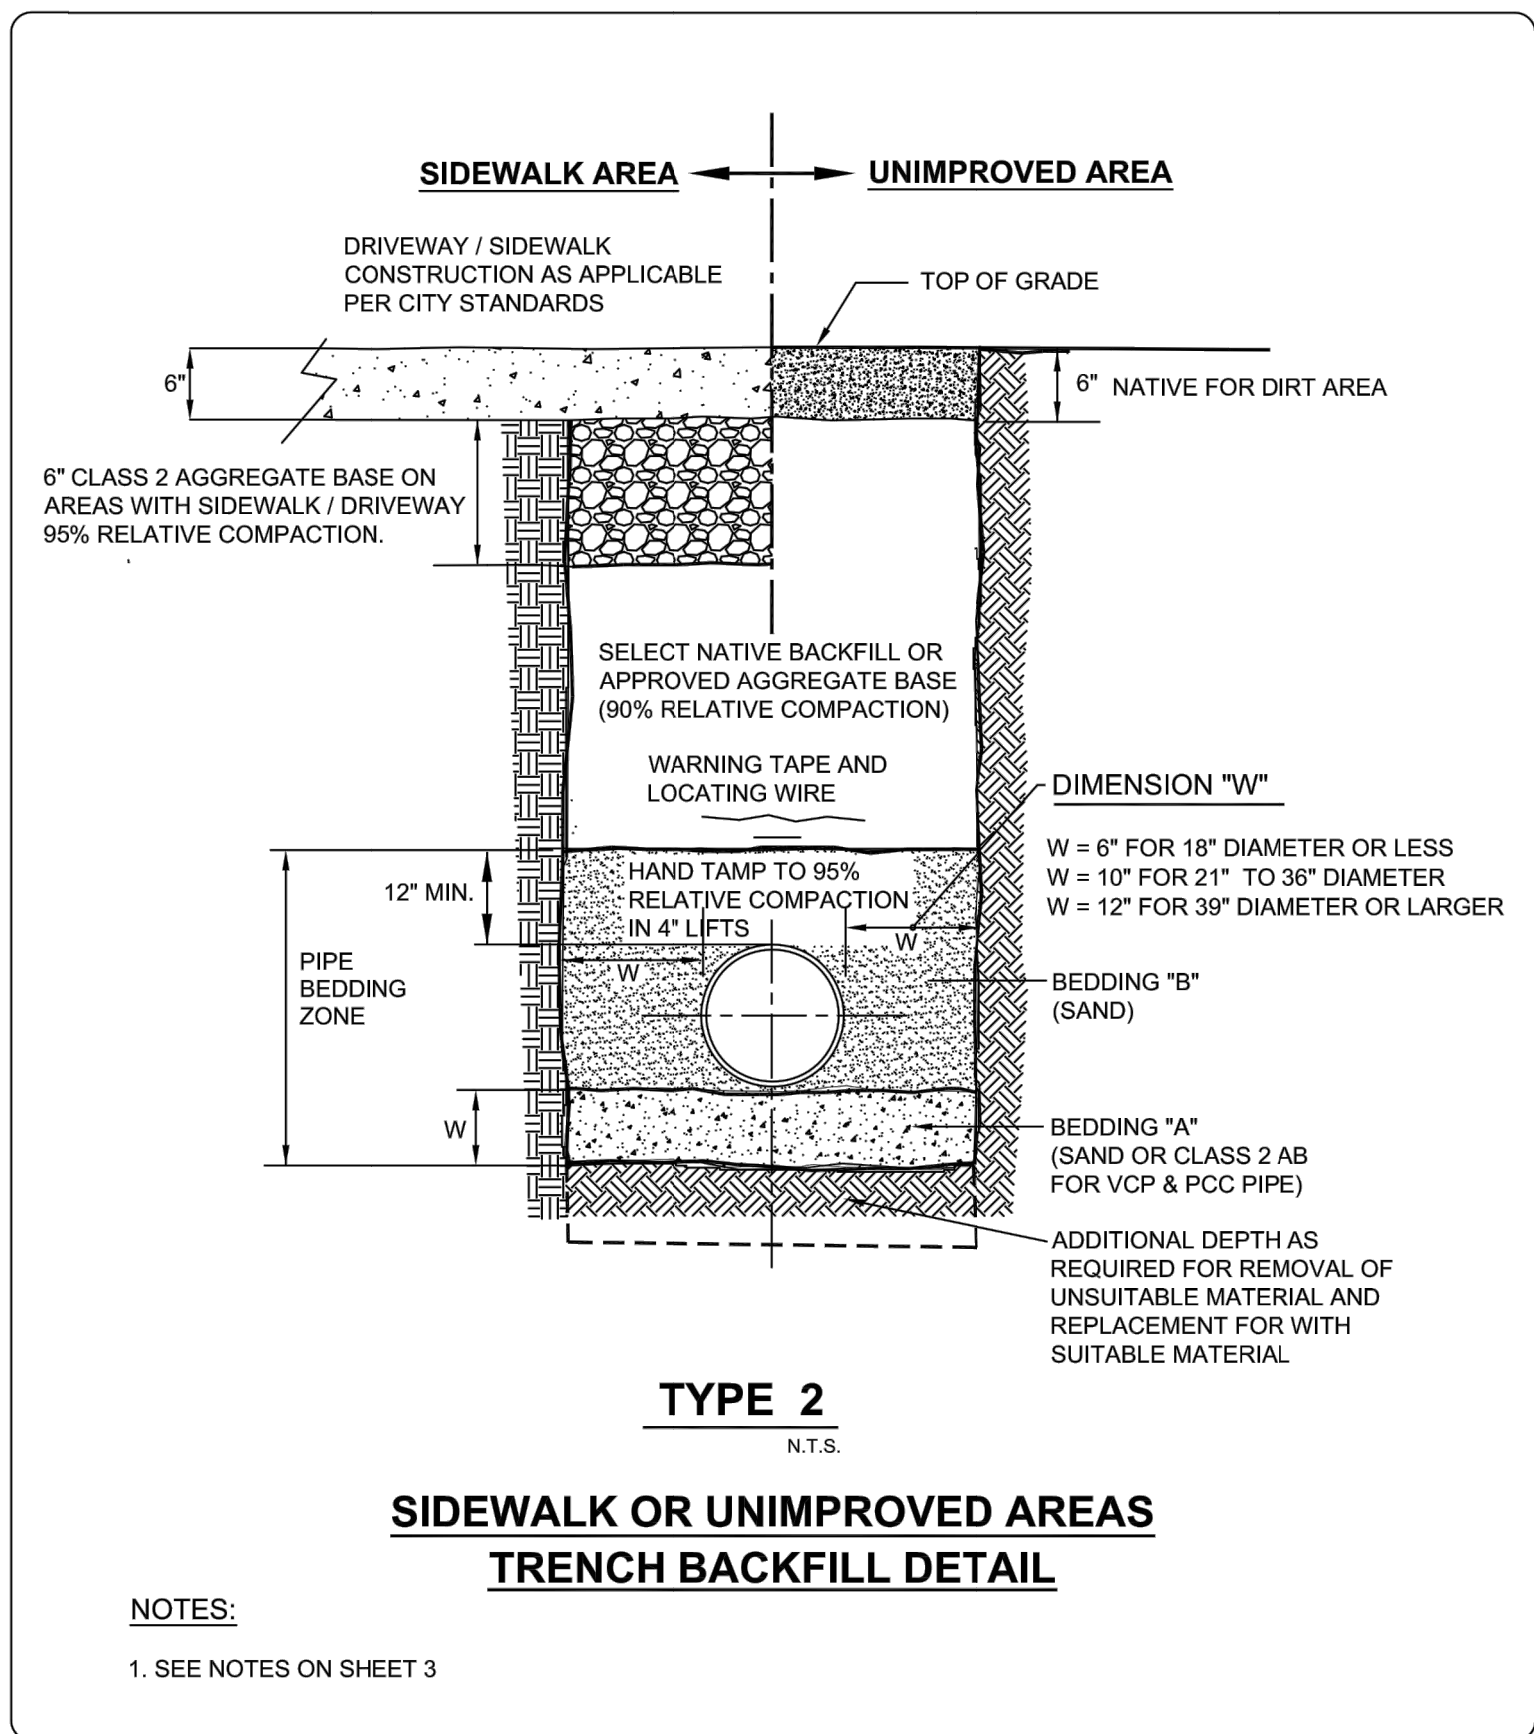 SIDEWALK AREA
UNIMPROVED AREA
DRIVEWAY / SIDEWALK
CONSTRUCTION AS APPLICABLE
PER CITY STANDARDS
TOP OF GRADE
6"
6"
NATIVE FOR DIRT AREA
6" CLASS 2 AGGREGATE BASE ON
AREAS WITH SIDEWALK / DRIVEWAY
95% RELATIVE COMPACTION.
SELECT NATIVE BACKFILL OR
APPROVED AGGREGATE BASE
(90% RELATIVE COMPACTION)
WARNING TAPE AND
LOCATING WIRE
DIMENSION "W"
W = 6" FOR 18" DIAMETER OR LESS
W = 10" FOR 21" TO 36" DIAMETER
W = 12" FOR 39" DIAMETER OR LARGER
HAND TAMP TO 95%
RELATIVE COMPACTION
IN 4" LIFTS
12" MIN.
W
W
PIPE
BEDDING
ZONE
BEDDING "B"
(SAND)
W
BEDDING "A"
(SAND OR CLASS 2 AB
FOR VCP & PCC PIPE)
ADDITIONAL DEPTH AS
REQUIRED FOR REMOVAL OF
UNSUITABLE MATERIAL AND
REPLACEMENT FOR WITH
SUITABLE MATERIAL
TYPE 2
N.T.S.
SIDEWALK OR UNIMPROVED AREAS
TRENCH BACKFILL DETAIL
NOTES:
1. SEE NOTES ON SHEET 3